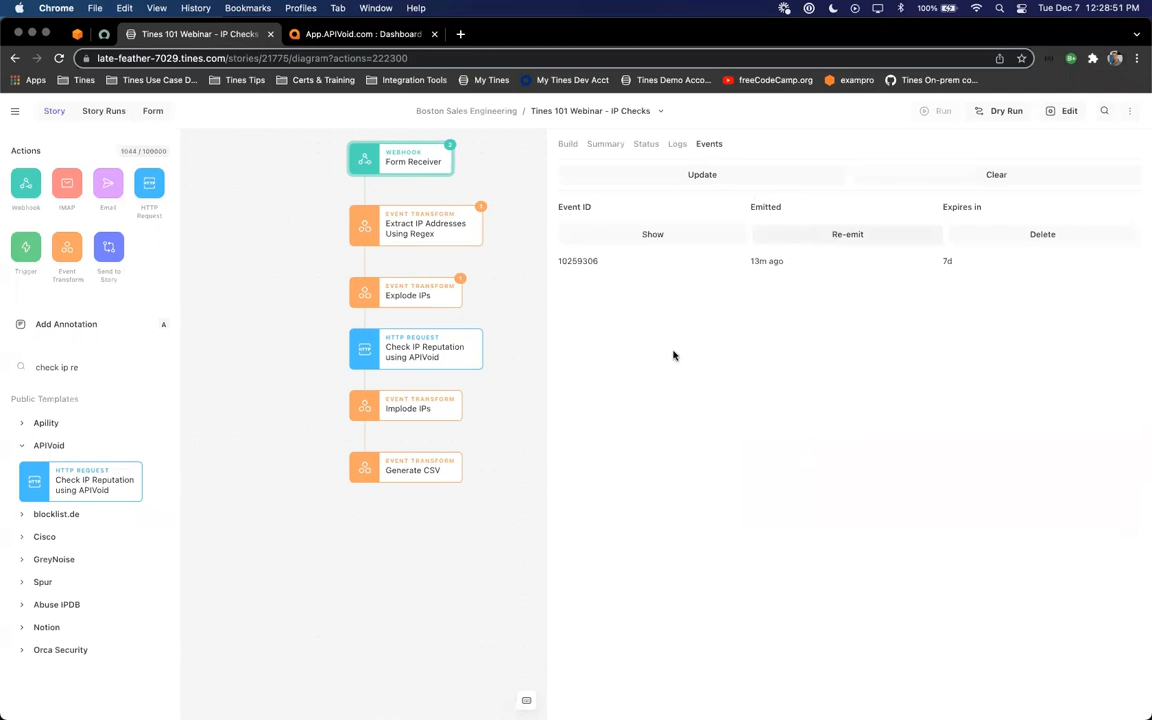 Chrome File Edit View History Bookmarks Profiles Tab Window Help 100% Tue Dec 7 12:28:51 PM
Tines 101 Webinar - IP Checks App.APIVoid.com : Dashboard
late-feather-7029.tines.com/stories/21775/diagram?actions=222300
Apps Tines Tines Use Case D... Tines Tips Certs & Training Integration Tools My Tines My Tines Dev Acct Tines Demo Acco... freeCodeCamp.org exampro Tines On-prem co...
Story Story Runs Form Boston Sales Engineering / Tines 101 Webinar - IP Checks Run Dry Run Edit
Actions 1044 / 100000
Webhook IMAP Email HTTP Request
Trigger Event Transform Send to Story
Add Annotation A
check ip re
Public Templates
Apility
APIVoid
HTTP REQUEST
Check IP Reputation
using APIVoid
blocklist.de
Cisco
GreyNoise
Spur
Abuse IPDB
Notion
Orca Security
WEBHOOK
Form Receiver
EVENT TRANSFORM
Extract IP Addresses
Using Regex
1
EVENT TRANSFORM
Explode IPs
1
HTTP REQUEST
Check IP Reputation
using APIVoid
EVENT TRANSFORM
Implode IPs
EVENT TRANSFORM
Generate CSV
Build Summary Status Logs Events
Update Clear
Event ID Emitted Expires in
Show Re-emit Delete
10259306 13m ago 7d